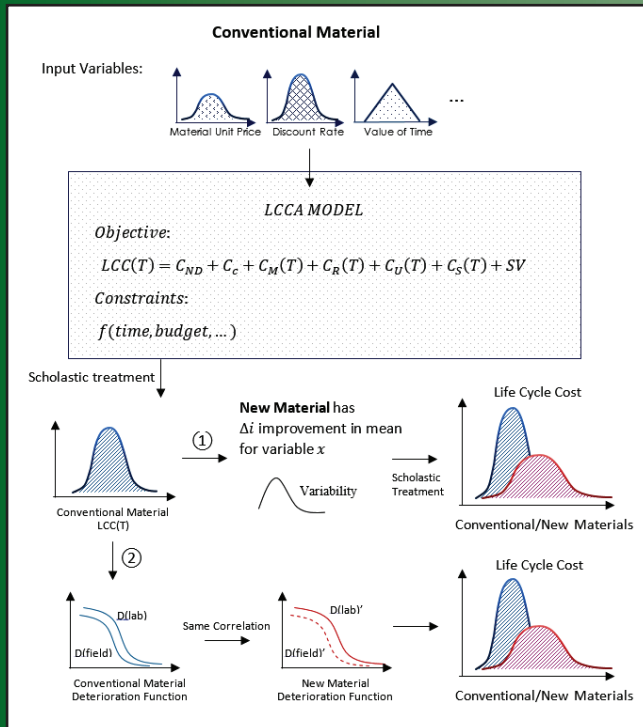 Conventional Material
Input Variables:
...
Material Unit Price
Discount Rate
Value of Time
LCCA MODEL
Objective:
LCC(T) = C_ND + C_c + C_M(T) + C_R(T) + C_U(T) + C_S(T) + SV
Constraints:
f(time, budget, ... )
Scholastic treatment
Conventional Material
LCC(T)
①
New Material has
Δi improvement in mean
for variable x
Variability
Scholastic
Treatment
Life Cycle Cost
Conventional/New Materials
②
D(lab)
D(field)
Conventional Material
Deterioration Function
Same Correlation
D(lab)'
D(field)'
New Material
Deterioration Function
Life Cycle Cost
Conventional/New Materials